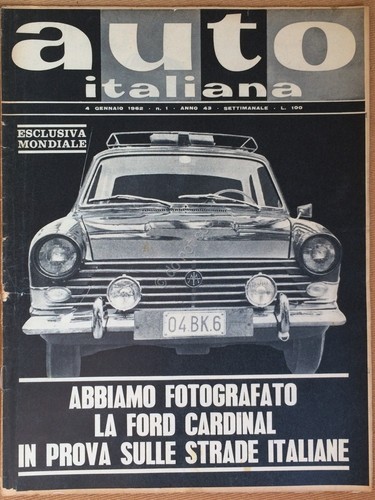 auto
italiana
4 GENNAIO 1962 - N. 1 - ANNO 43 - SETTIMANALE - L. 100
ESCLUSIVA
MONDIALE
04·BK·6
ABBIAMO FOTOGRAFATO
LA FORD CARDINAL
IN PROVA SULLE STRADE ITALIANE